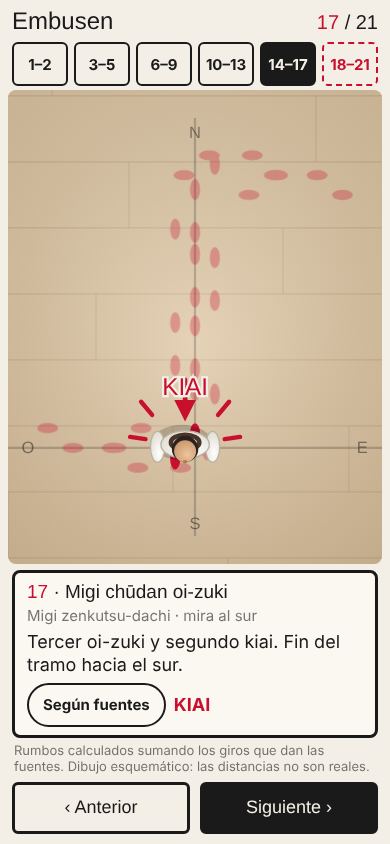 Embusen
17 / 21
1–2
3–5
6–9
10–13
14–17
18–21
N
KIAI
O
E
S
17 · Migi chūdan oi-zuki
Migi zenkutsu-dachi · mira al sur
Tercer oi-zuki y segundo kiai. Fin del
tramo hacia el sur.
Según fuentes
KIAI
Rumbos calculados sumando los giros que dan las
fuentes. Dibujo esquemático: las distancias no son reales.
‹ Anterior
Siguiente ›